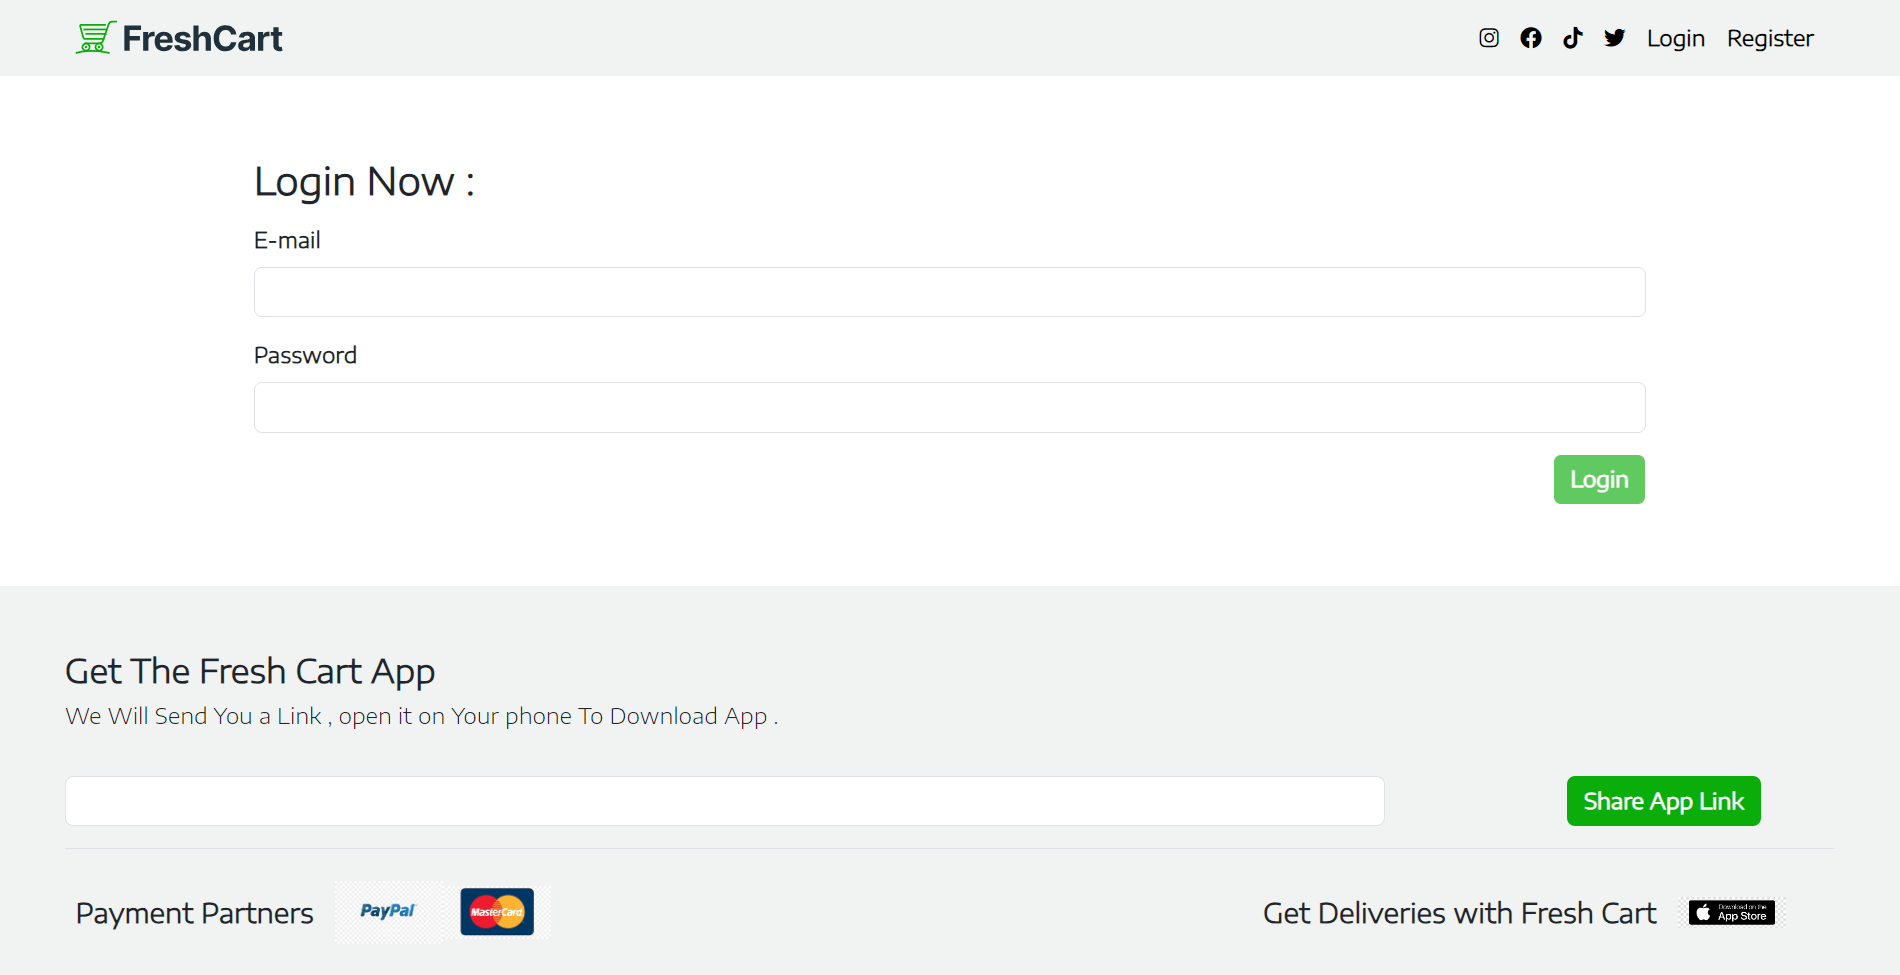 FreshCart
Login Register
Login Now :
E-mail
Password
Login
Get The Fresh Cart App
We Will Send You a Link , open it on Your phone To Download App .
Share App Link
Payment Partners PayPal MasterCard
Get Deliveries with Fresh Cart
Download on the
App Store